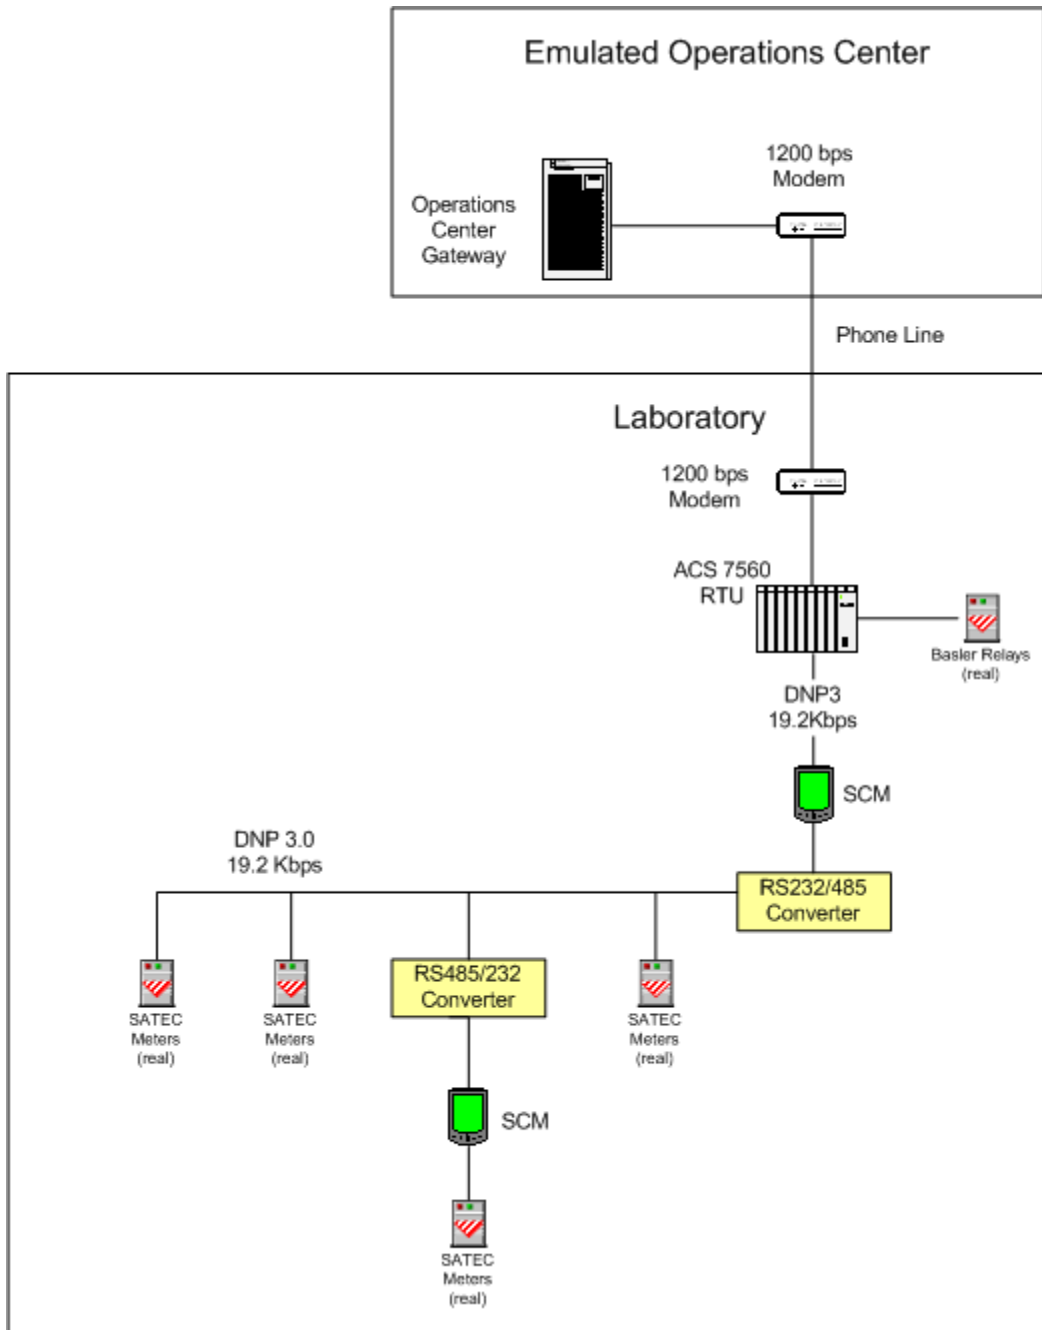 Emulated Operations Center
1200 bps
Modem
Operations
Center
Gateway
Phone Line
Laboratory
1200 bps
Modem
ACS 7560
RTU
Basler Relays
(real)
DNP3
19.2Kbps
SCM
DNP 3.0
19.2 Kbps
RS232/485
Converter
SATEC
Meters
(real)
SATEC
Meters
(real)
RS485/232
Converter
SATEC
Meters
(real)
SCM
SATEC
Meters
(real)